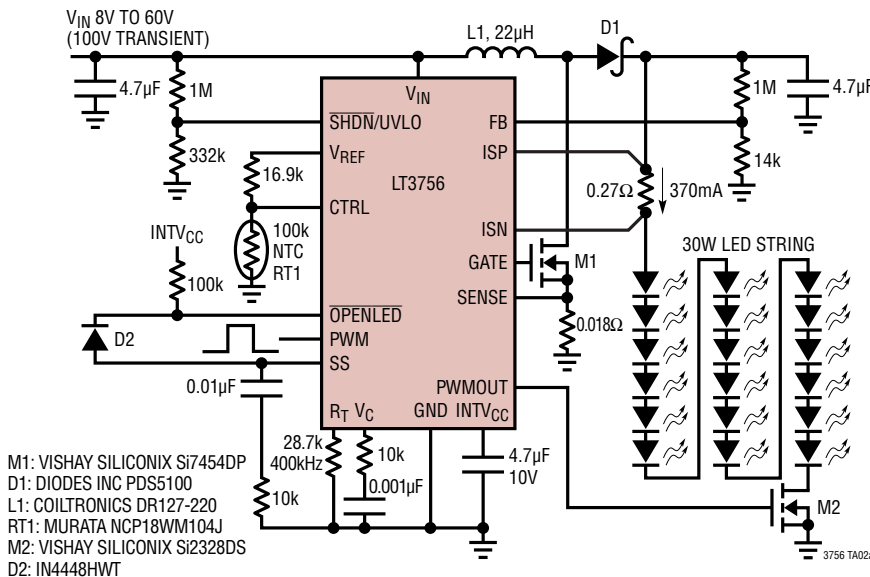 VIN 8V TO 60V
(100V TRANSIENT)
L1, 22µH
D1
4.7µF
1M
VIN
1M
4.7µF
SHDN/UVLO
FB
332k
VREF
ISP
14k
16.9k
LT3756
0.27Ω
370mA
CTRL
INTVCC
100k
NTC
RT1
ISN
30W LED STRING
100k
GATE
M1
SENSE
OPENLED
0.018Ω
D2
PWM
SS
0.01µF
PWMOUT
RT VC
GND INTVCC
28.7k
400kHz
10k
4.7µF
10V
10k
0.001µF
M2
M1: VISHAY SILICONIX Si7454DP
D1: DIODES INC PDS5100
L1: COILTRONICS DR127-220
RT1: MURATA NCP18WM104J
M2: VISHAY SILICONIX Si2328DS
D2: IN4448HWT
3756 TA02a